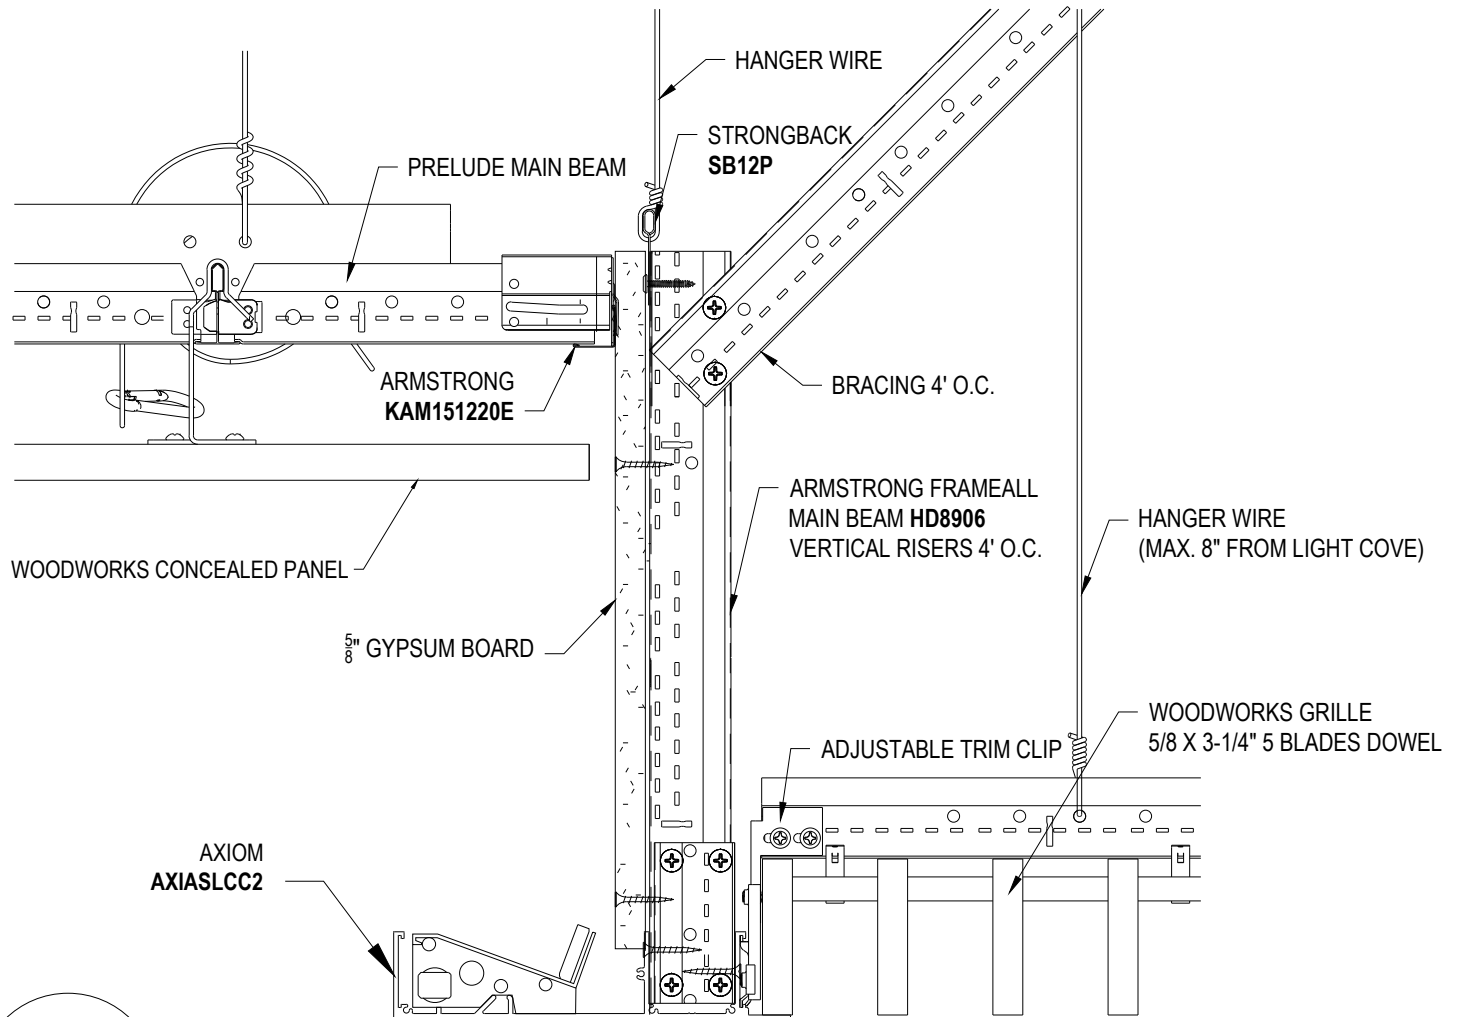 HANGER WIRE
STRONGBACK
SB12P
PRELUDE MAIN BEAM
ARMSTRONG
KAM151220E
BRACING 4' O.C.
ARMSTRONG FRAMEALL
MAIN BEAM HD8906
VERTICAL RISERS 4' O.C.
HANGER WIRE
(MAX. 8" FROM LIGHT COVE)
WOODWORKS CONCEALED PANEL
5/8" GYPSUM BOARD
WOODWORKS GRILLE
5/8 X 3-1/4" 5 BLADES DOWEL
ADJUSTABLE TRIM CLIP
AXIOM
AXIASLCC2